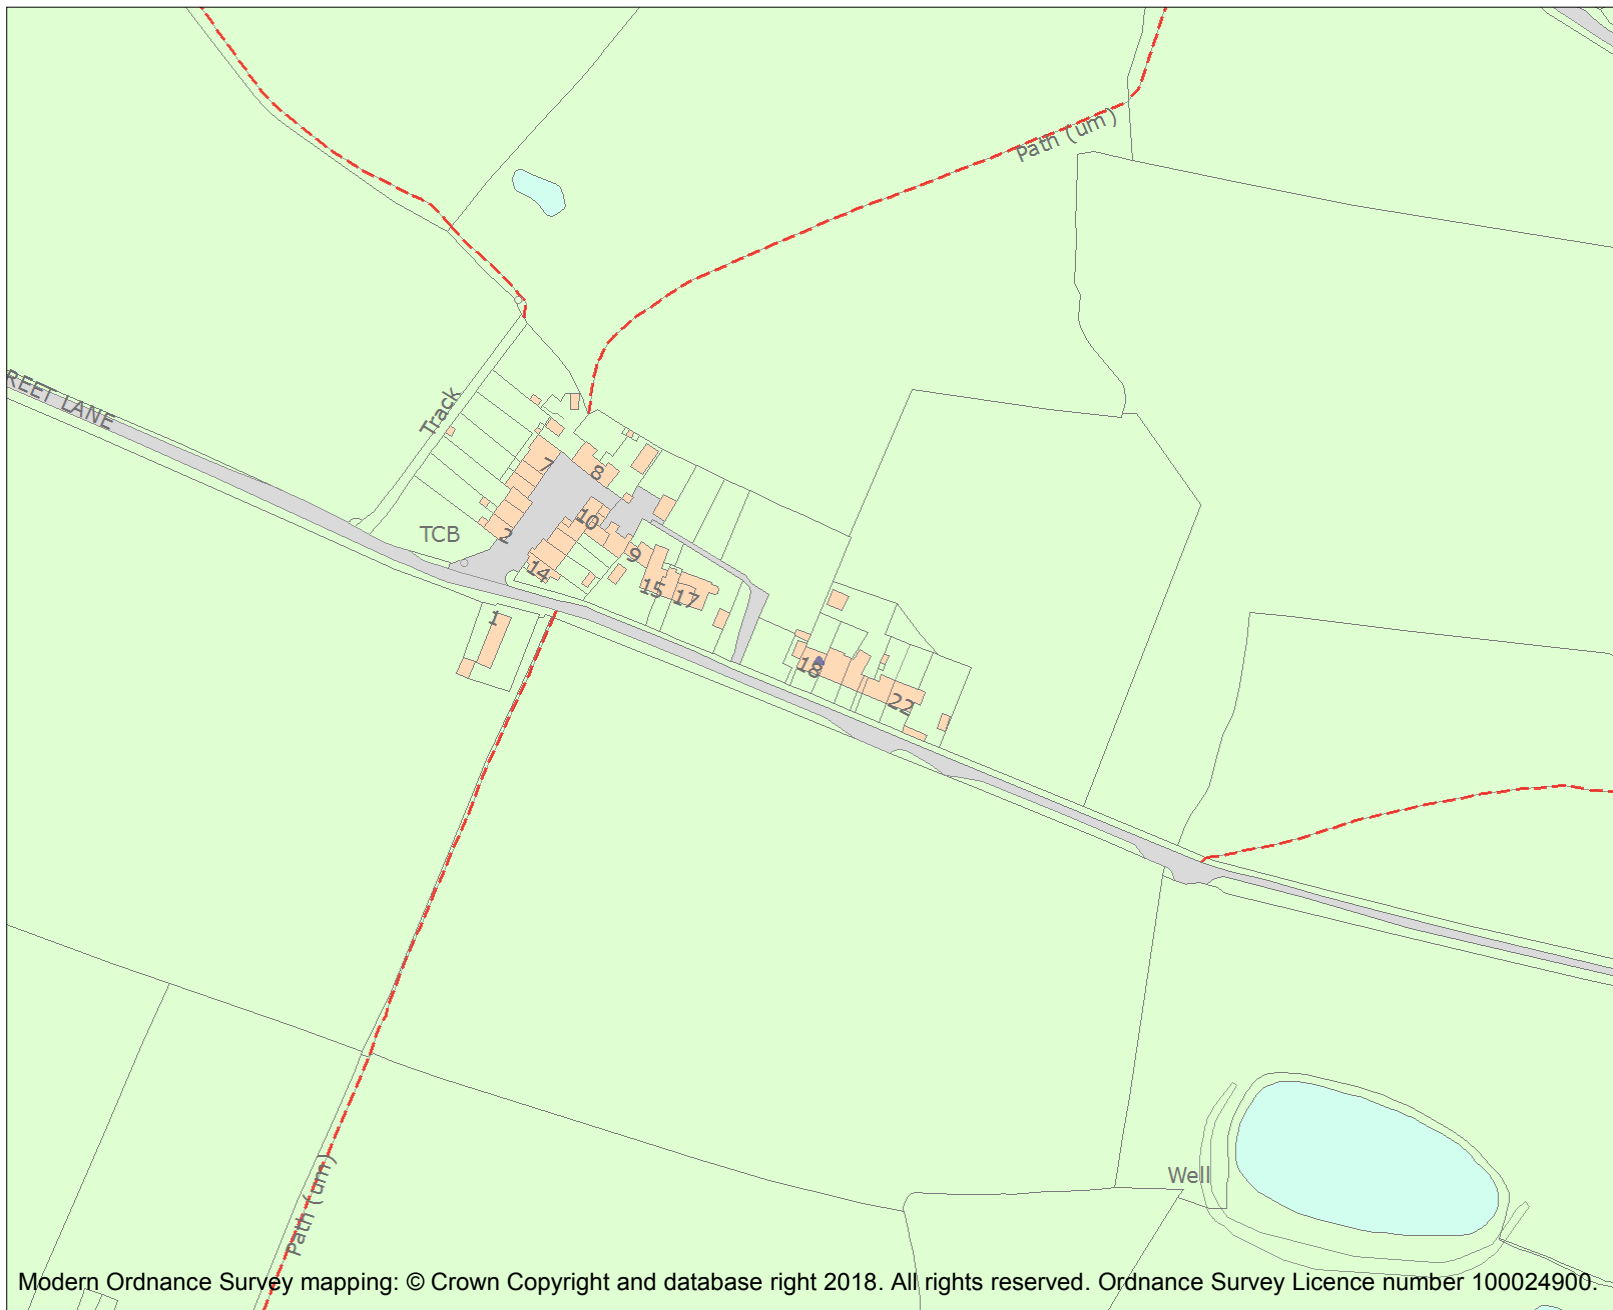 Path (um)
REET LANE
Track
7
8
10
TCB
2
9
14
15
17
1
18
22
Well
Path (um)
Modern Ordnance Survey mapping: © Crown Copyright and database right 2018. All rights reserved. Ordnance Survey Licence number 100024900.